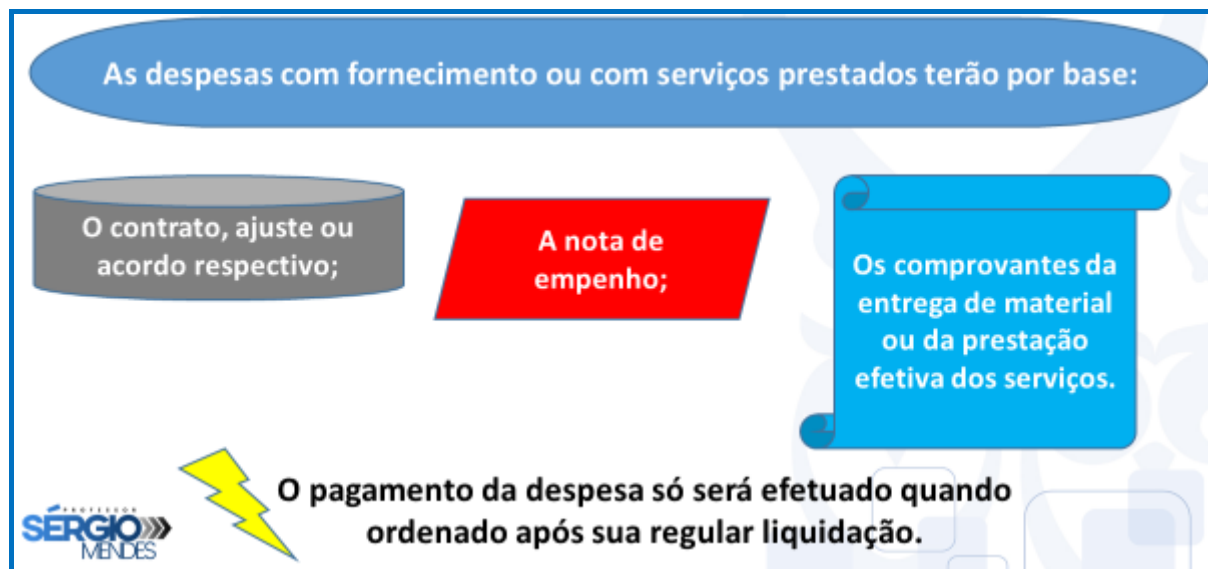 As despesas com fornecimento ou com serviços prestados terão por base:
O contrato, ajuste ou
acordo respectivo;
A nota de
empenho;
Os comprovantes da
entrega de material
ou da prestação
efetiva dos serviços.
O pagamento da despesa só será efetuado quando
ordenado após sua regular liquidação.
PROFESSOR
SÉRGIO
MENDES